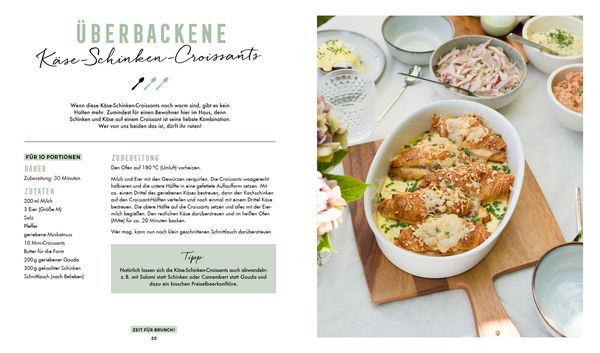 ÜBERBACKENE
Käse-Schinken-Croissants
Wenn diese Käse-Schinken-Croissants noch warm sind, gibt es kein
Halten mehr. Zumindest für einen Bewohner hier im Haus, denn
Schinken und Käse auf einem Croissant ist seine liebste Kombination.
Wer von uns beiden das ist, dürft ihr raten!
FÜR 10 PORTIONEN
DAUER
Zubereitung: 30 Minuten
ZUTATEN
200 ml Milch
3 Eier (Größe M)
Salz
Pfeffer
geriebene Muskatnuss
10 Mini-Croissants
Butter für die Form
200 g geriebener Gouda
300 g gekochter Schinken
Schnittlauch (nach Belieben)
ZUBEREITUNG
Den Ofen auf 180 °C (Umluft) vorheizen.
Milch und Eier mit den Gewürzen verquirlen. Die Croissants waagerecht
halbieren und die untere Hälfte in eine gefettete Auflaufform setzen. Mit
ca. einem Drittel des geriebenen Käses bestreuen, dann den Kochschinken
auf den Croissant-Hälften verteilen und noch einmal mit einem Drittel Käse
bestreuen. Die obere Hälfte auf die Croissants setzen und alles mit der Eier-
milch begießen. Den restlichen Käse darüberstreuen und im heißen Ofen
(Mitte) für ca. 20 Minuten backen.
Wer mag, kann nun noch klein geschnittenen Schnittlauch darüberstreuen.
Tipp
Natürlich lassen sich die Käse-Schinken-Croissants auch abwandeln:
z. B. mit Salami statt Schinken oder Camembert statt Gouda und
dazu ein bisschen Preiselbeerkonfitüre.
ZEIT FÜR BRUNCH!
22